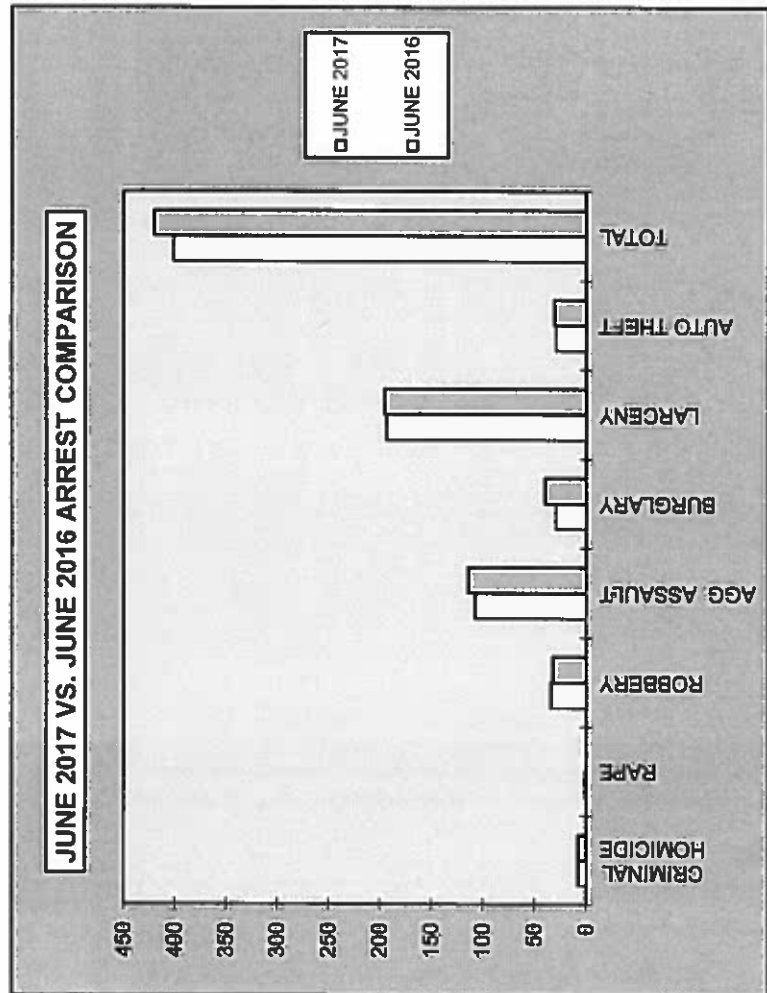 JUNE 2017 VS. JUNE 2016 ARREST COMPARISON
450
400
350
300
250
200
150
100
50
0
CRIMINAL
HOMICIDE
RAPE
ROBBERY
AGG. ASSAULT
BURGLARY
LARCENY
AUTO THEFT
TOTAL
JUNE 2017
JUNE 2016